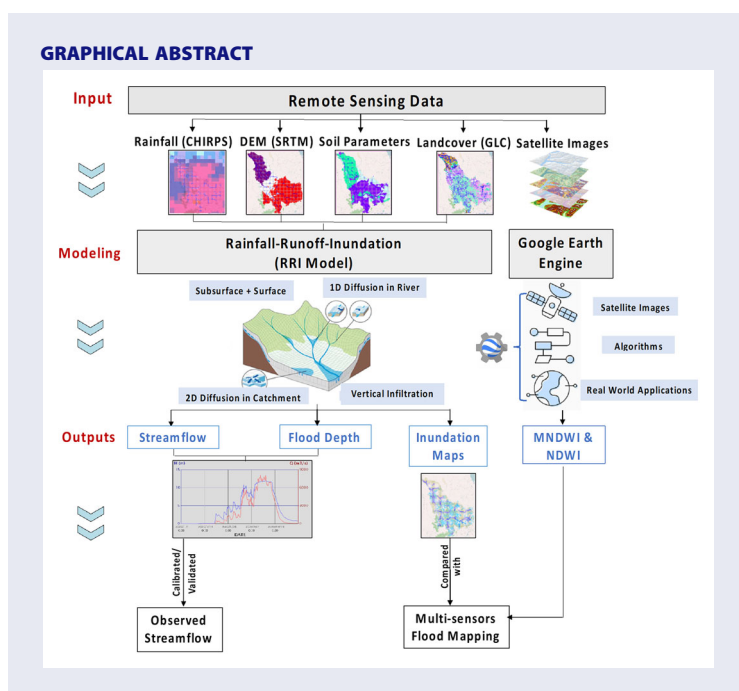 GRAPHICAL ABSTRACT
Input
Remote Sensing Data
Rainfall (CHIRPS)
DEM (SRTM)
Soil Parameters
Landcover (GLC)
Satellite Images
Modeling
Rainfall-Runoff-Inundation
(RRI Model)
Google Earth
Engine
Subsurface + Surface
1D Diffusion in River
Satellite Images
Algorithms
Real World Applications
2D Diffusion in Catchment
Vertical Infiltration
Outputs
Streamflow
Flood Depth
Inundation
Maps
MNDWI &
NDWI
Calibrated/
Validated
Compared
with
Observed
Streamflow
Multi-sensors
Flood Mapping